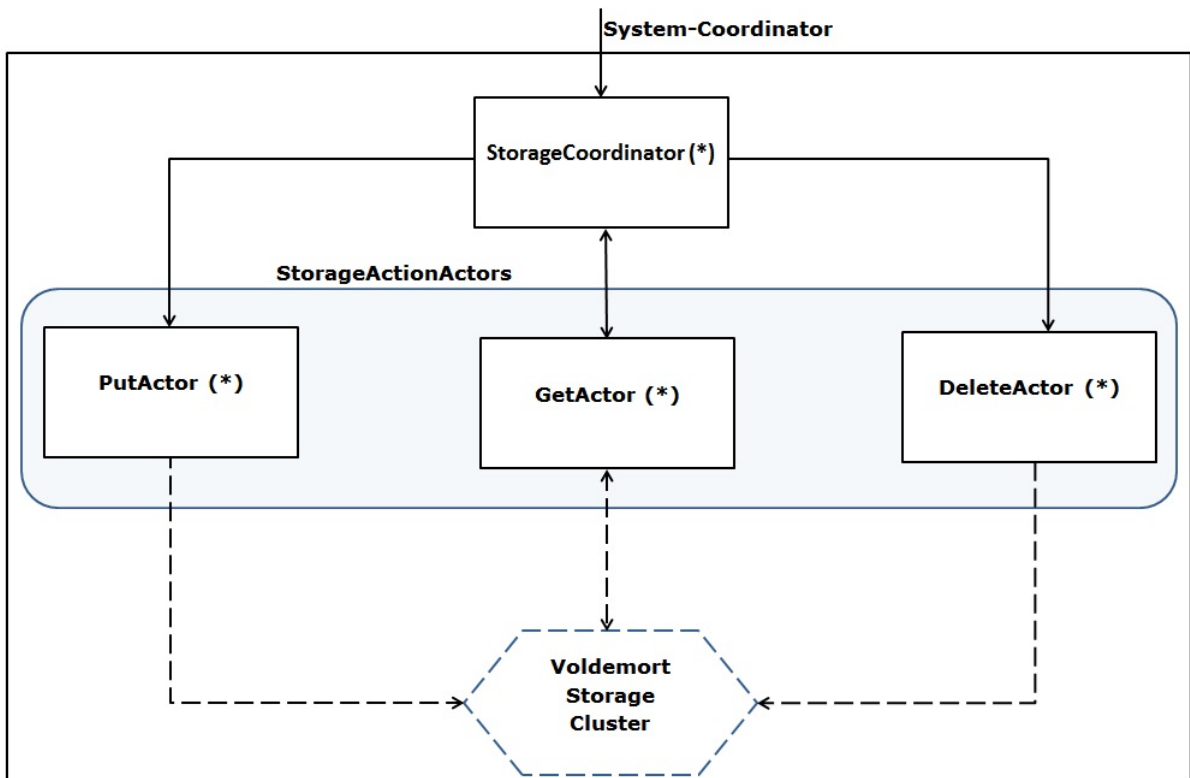 System-Coordinator
StorageCoordinator (*)
StorageActionActors
PutActor (*)
GetActor (*)
DeleteActor (*)
Voldemort
Storage
Cluster